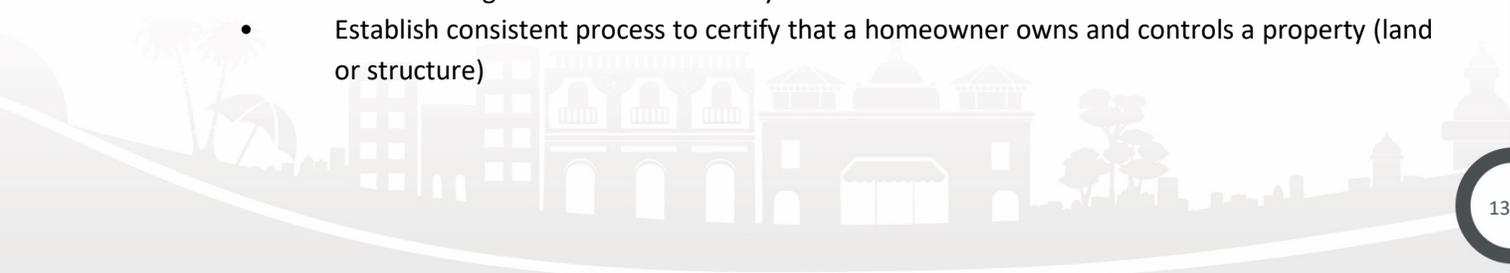 • Establish consistent process to certify that a homeowner owns and controls a property (land
or structure)
13